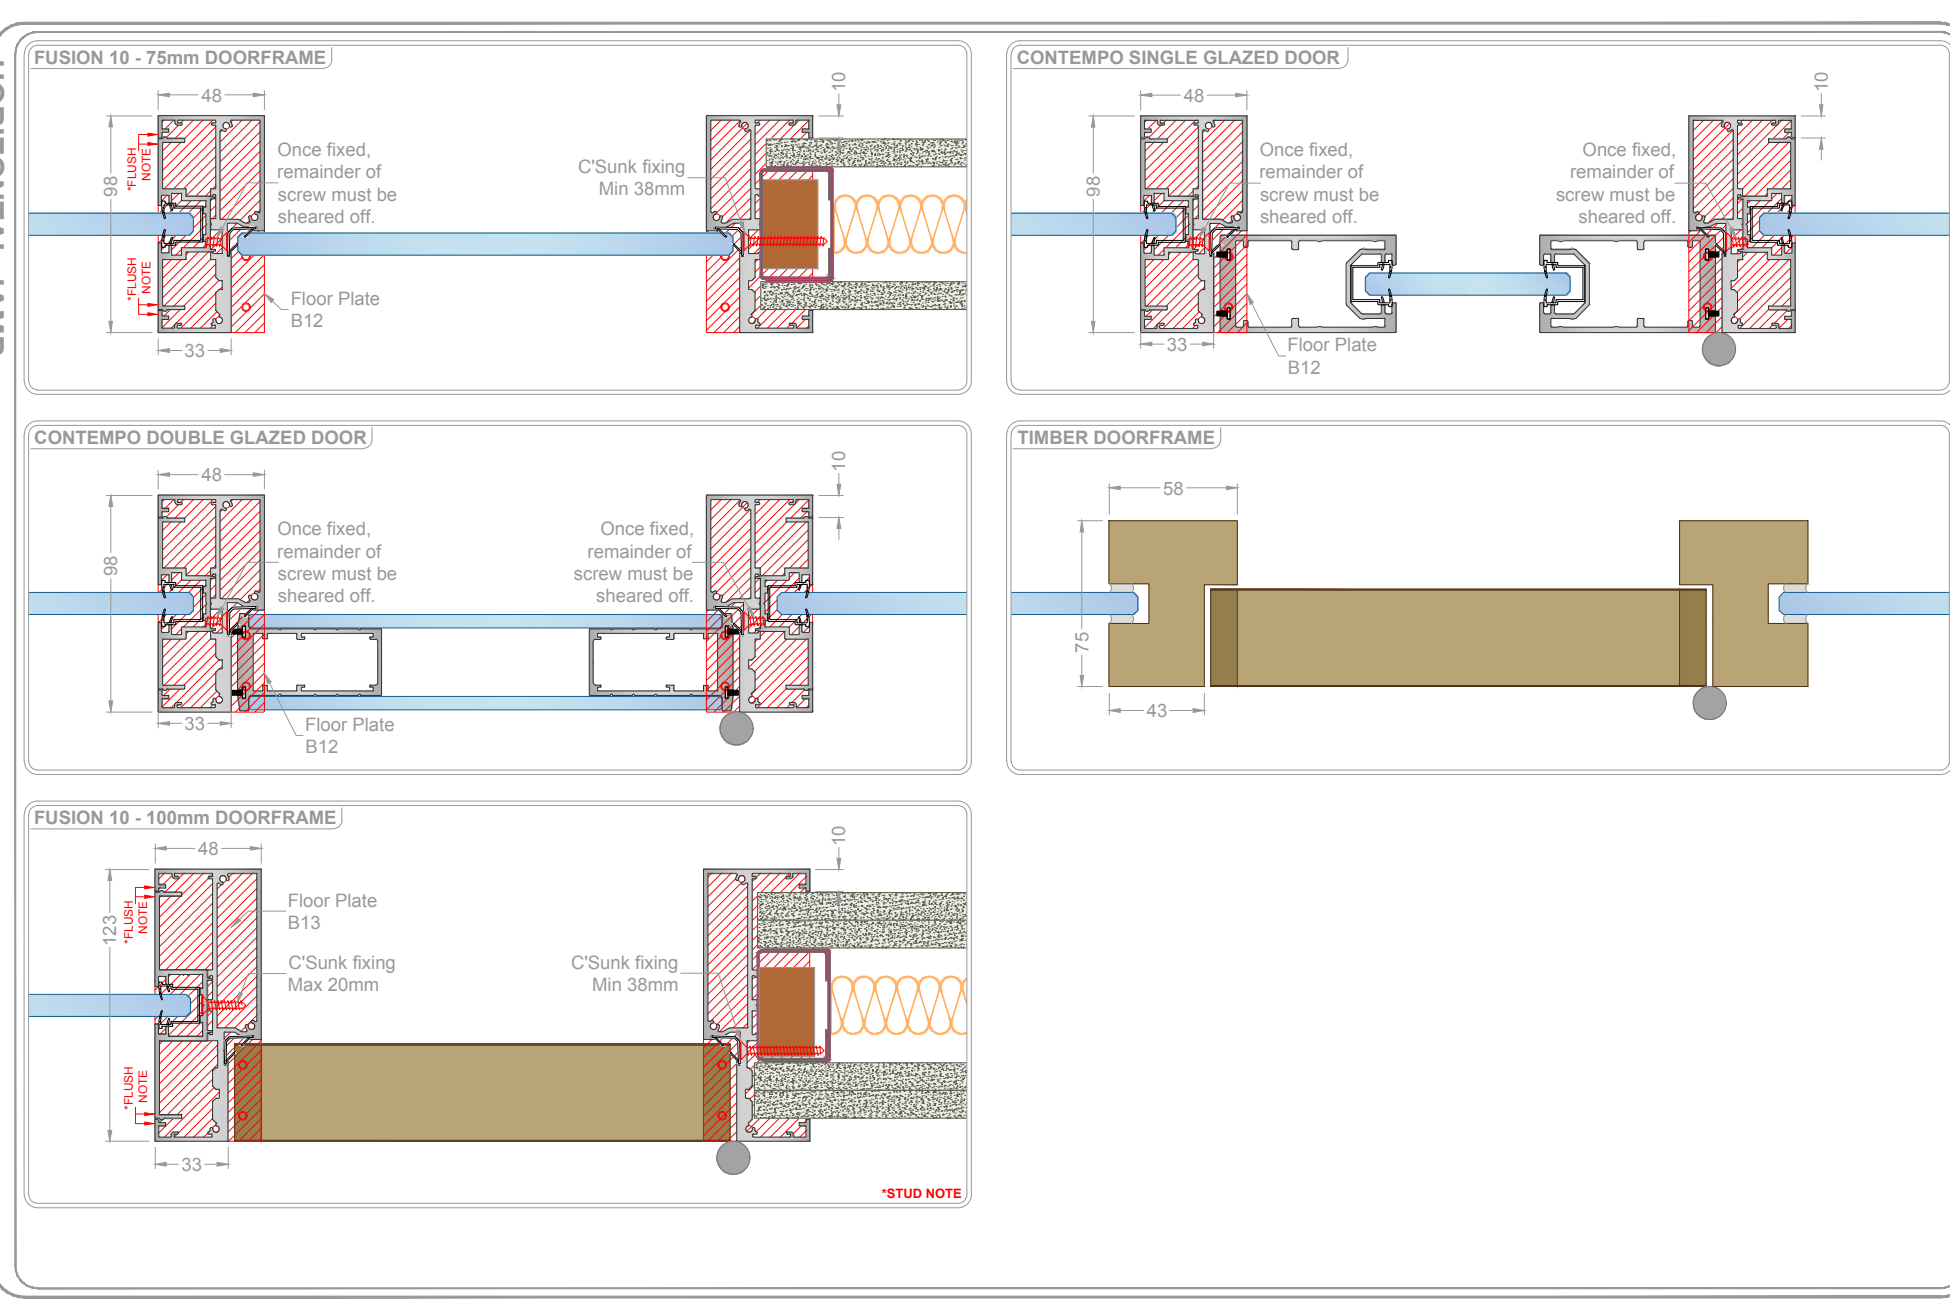 FUSION 10 - 75mm DOORFRAME
48
10
98
*FLUSH
NOTE
Once fixed,
remainder of
screw must be
sheared off.
C'Sunk fixing
Min 38mm
*FLUSH
NOTE
Floor Plate
B12
33
CONTEMPO SINGLE GLAZED DOOR
48
10
98
Once fixed,
remainder of
screw must be
sheared off.
Once fixed,
remainder of
screw must be
sheared off.
33
Floor Plate
B12
CONTEMPO DOUBLE GLAZED DOOR
48
10
98
Once fixed,
remainder of
screw must be
sheared off.
Once fixed,
remainder of
screw must be
sheared off.
33
Floor Plate
B12
TIMBER DOORFRAME
58
75
43
FUSION 10 - 100mm DOORFRAME
48
10
123
*FLUSH
NOTE
Floor Plate
B13
C'Sunk fixing
Max 20mm
C'Sunk fixing
Min 38mm
*FLUSH
NOTE
33
*STUD NOTE